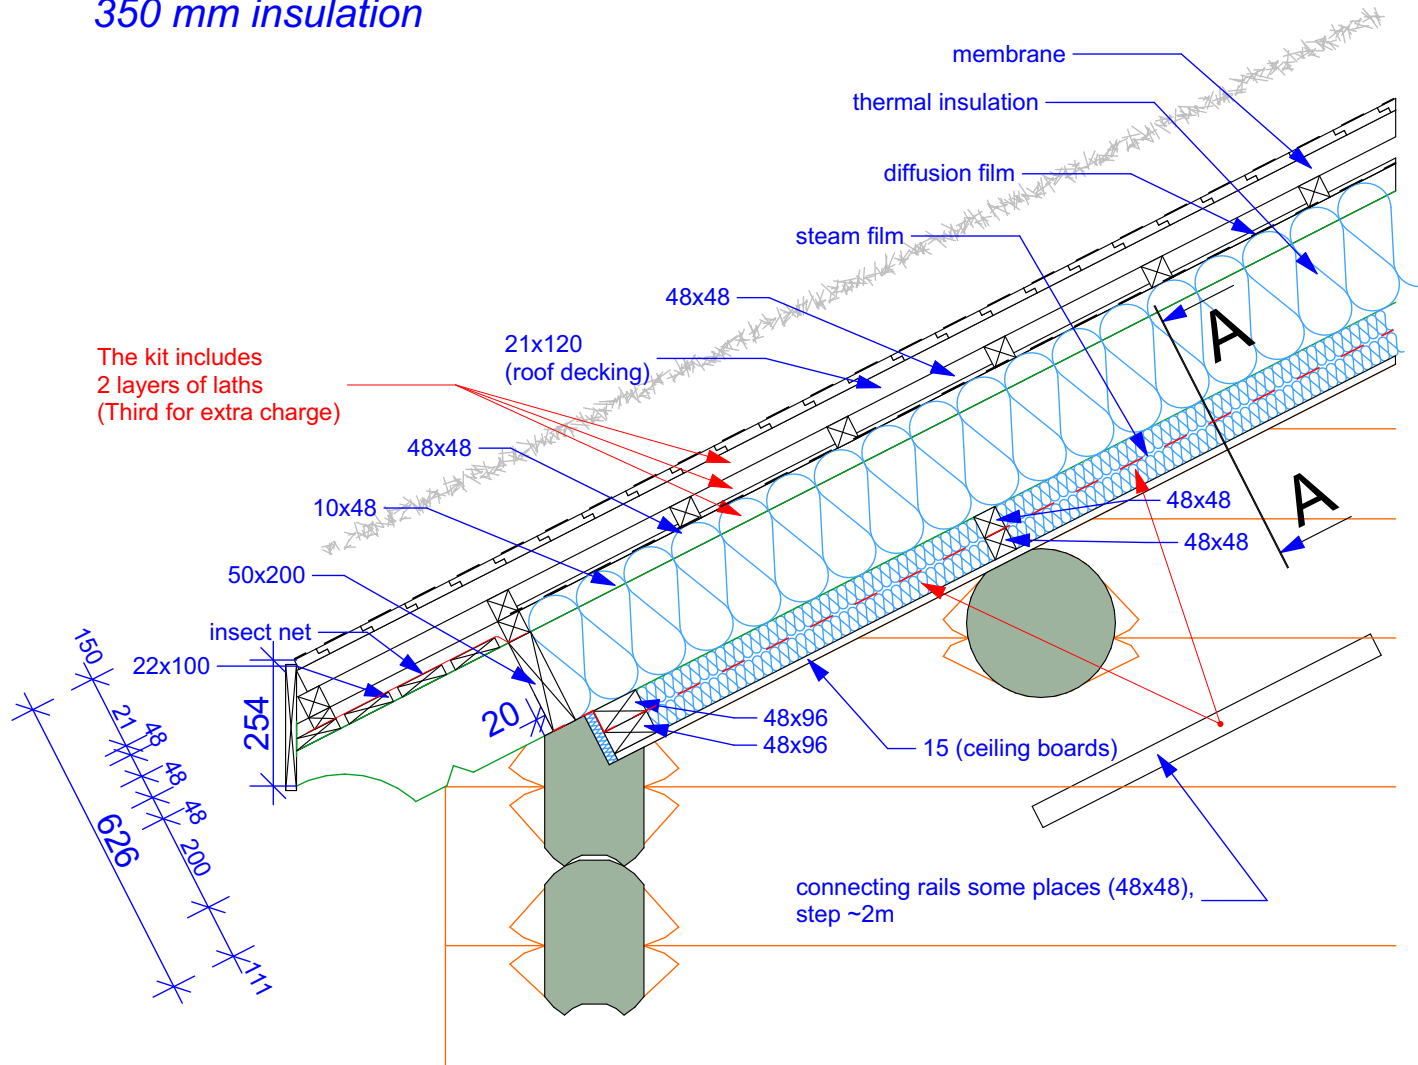 350 mm insulation
membrane
thermal insulation
diffusion film
steam film
48x48
21x120
(roof decking)
The kit includes
2 layers of laths
(Third for extra charge)
48x48
10x48
50x200
insect net
22x100
48x48
48x48
A
A
150
21
48
48
48
200
111
626
254
20
48x96
48x96
15 (ceiling boards)
connecting rails some places (48x48),
step ~2m